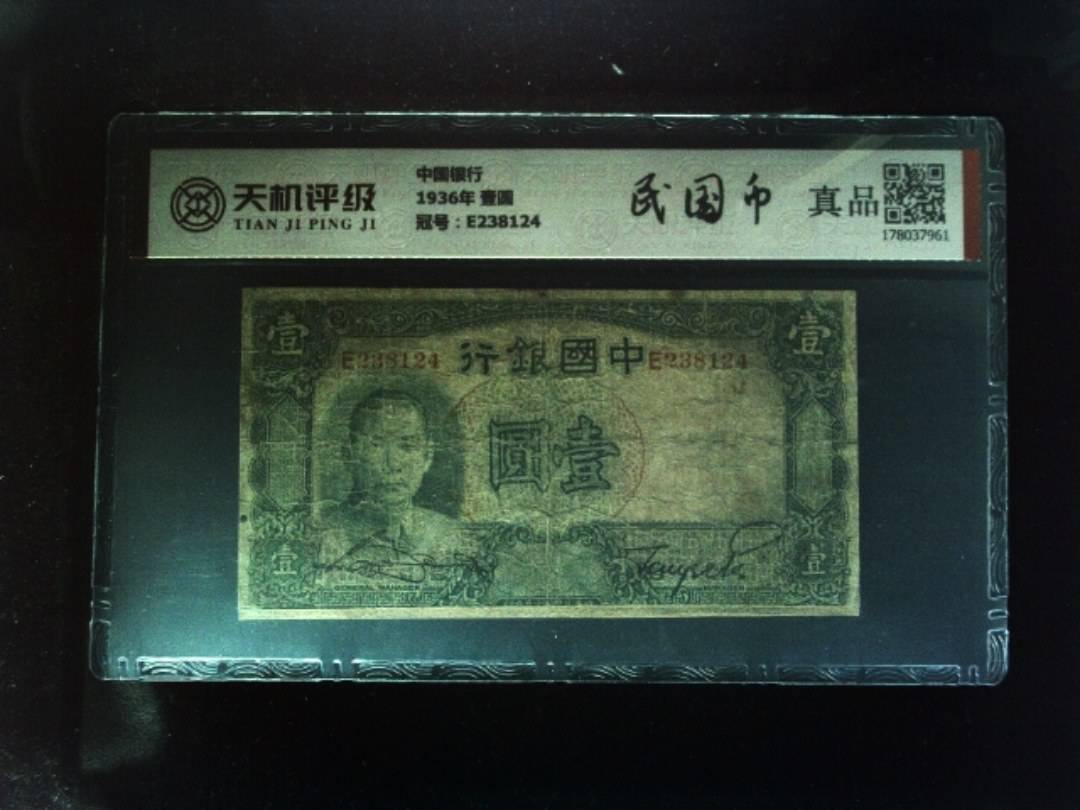 天机评级
TIAN JI PING JI
中国银行
1936年 壹圆
冠号：E238124
民国币
真品
178037961
壹
壹
E238124
行銀國中
E238124
圓壹
壹
壹
GENERAL MANAGER